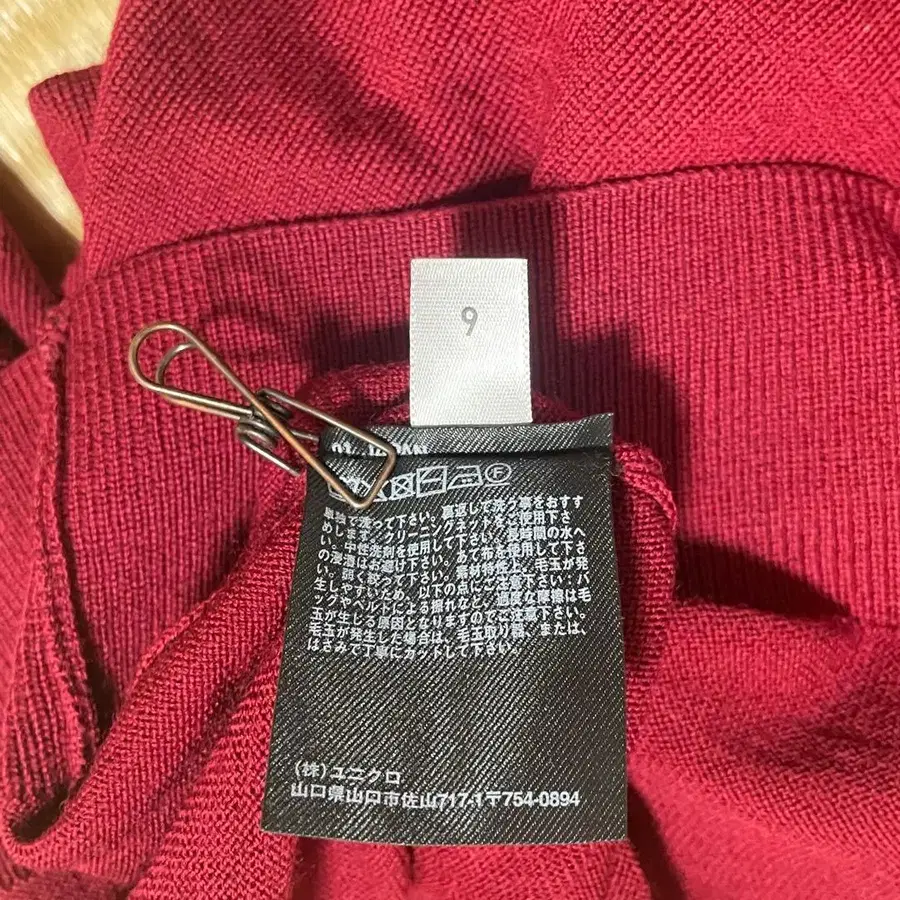 9
01. JAPAN
F
単独で洗って下さい。裏返して洗う事をおすす
めします。クリーニングネットをご使用下さ
い。中性洗剤を使用して下さい。長時間の水へ
の浸漬はお避け下さい。あて布を使用して下さ
い。弱く絞って下さい。素材特性上、毛玉が発
生しやすいため、以下の点にご注意下さい:バ
ッグやベルトによる擦れなど、過度な摩擦は毛
玉が生じる原因となりますのでご注意下さい。
毛玉が発生した場合は、毛玉取り器、または、
はさみで丁寧にカットして下さい。
(株)ユニクロ
山口県山口市佐山717-1〒754-0894